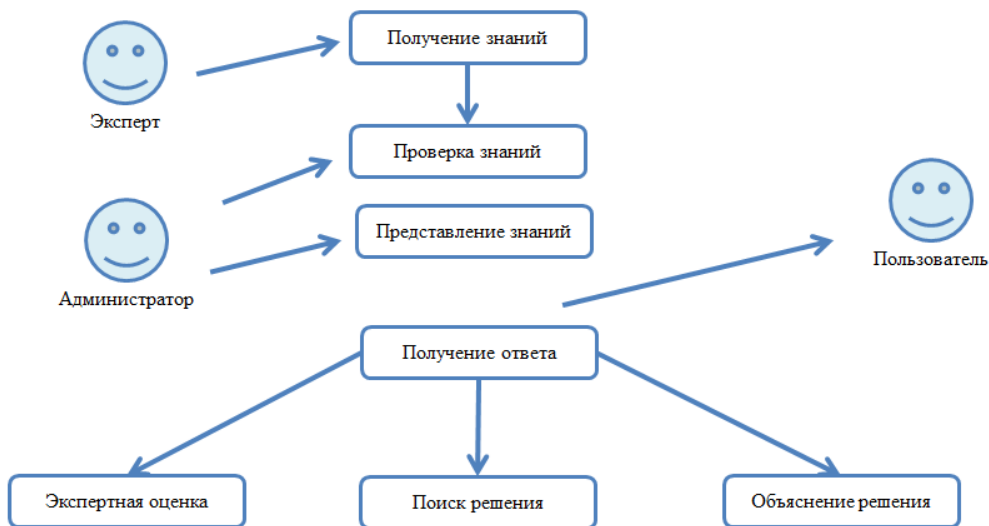 Получение знаний
Эксперт
Проверка знаний
Представление знаний
Пользователь
Администратор
Получение ответа
Экспертная оценка
Поиск решения
Объяснение решения